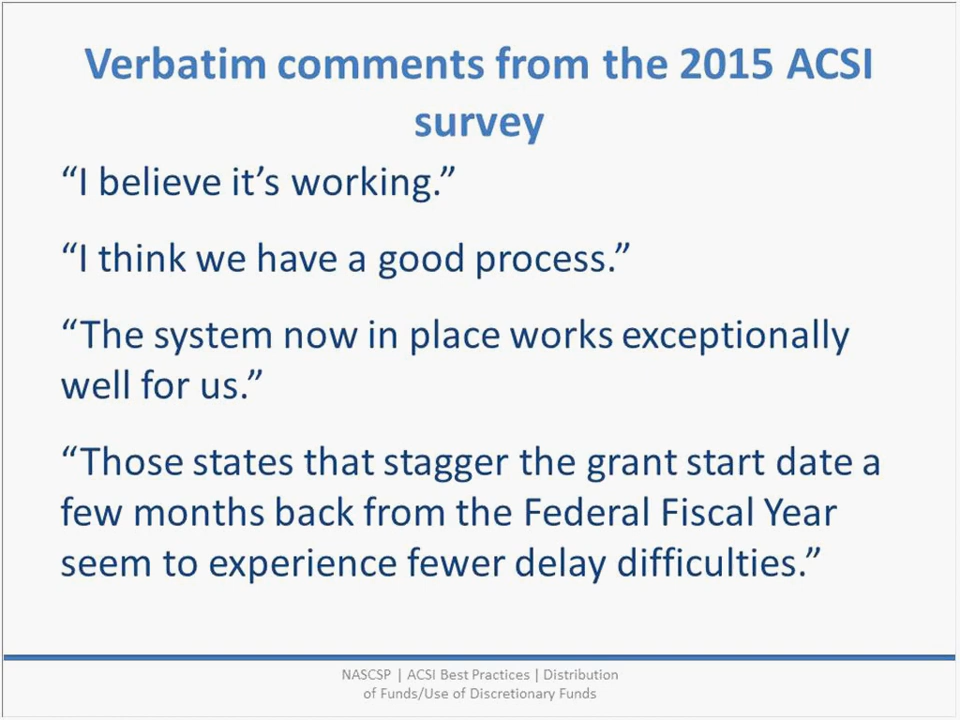 Verbatim comments from the 2015 ACSI
survey
“I believe it’s working.”
“I think we have a good process.”
“The system now in place works exceptionally
well for us.”
“Those states that stagger the grant start date a
few months back from the Federal Fiscal Year
seem to experience fewer delay difficulties.”
NASCSP | ACSI Best Practices | Distribution
of Funds/Use of Discretionary Funds